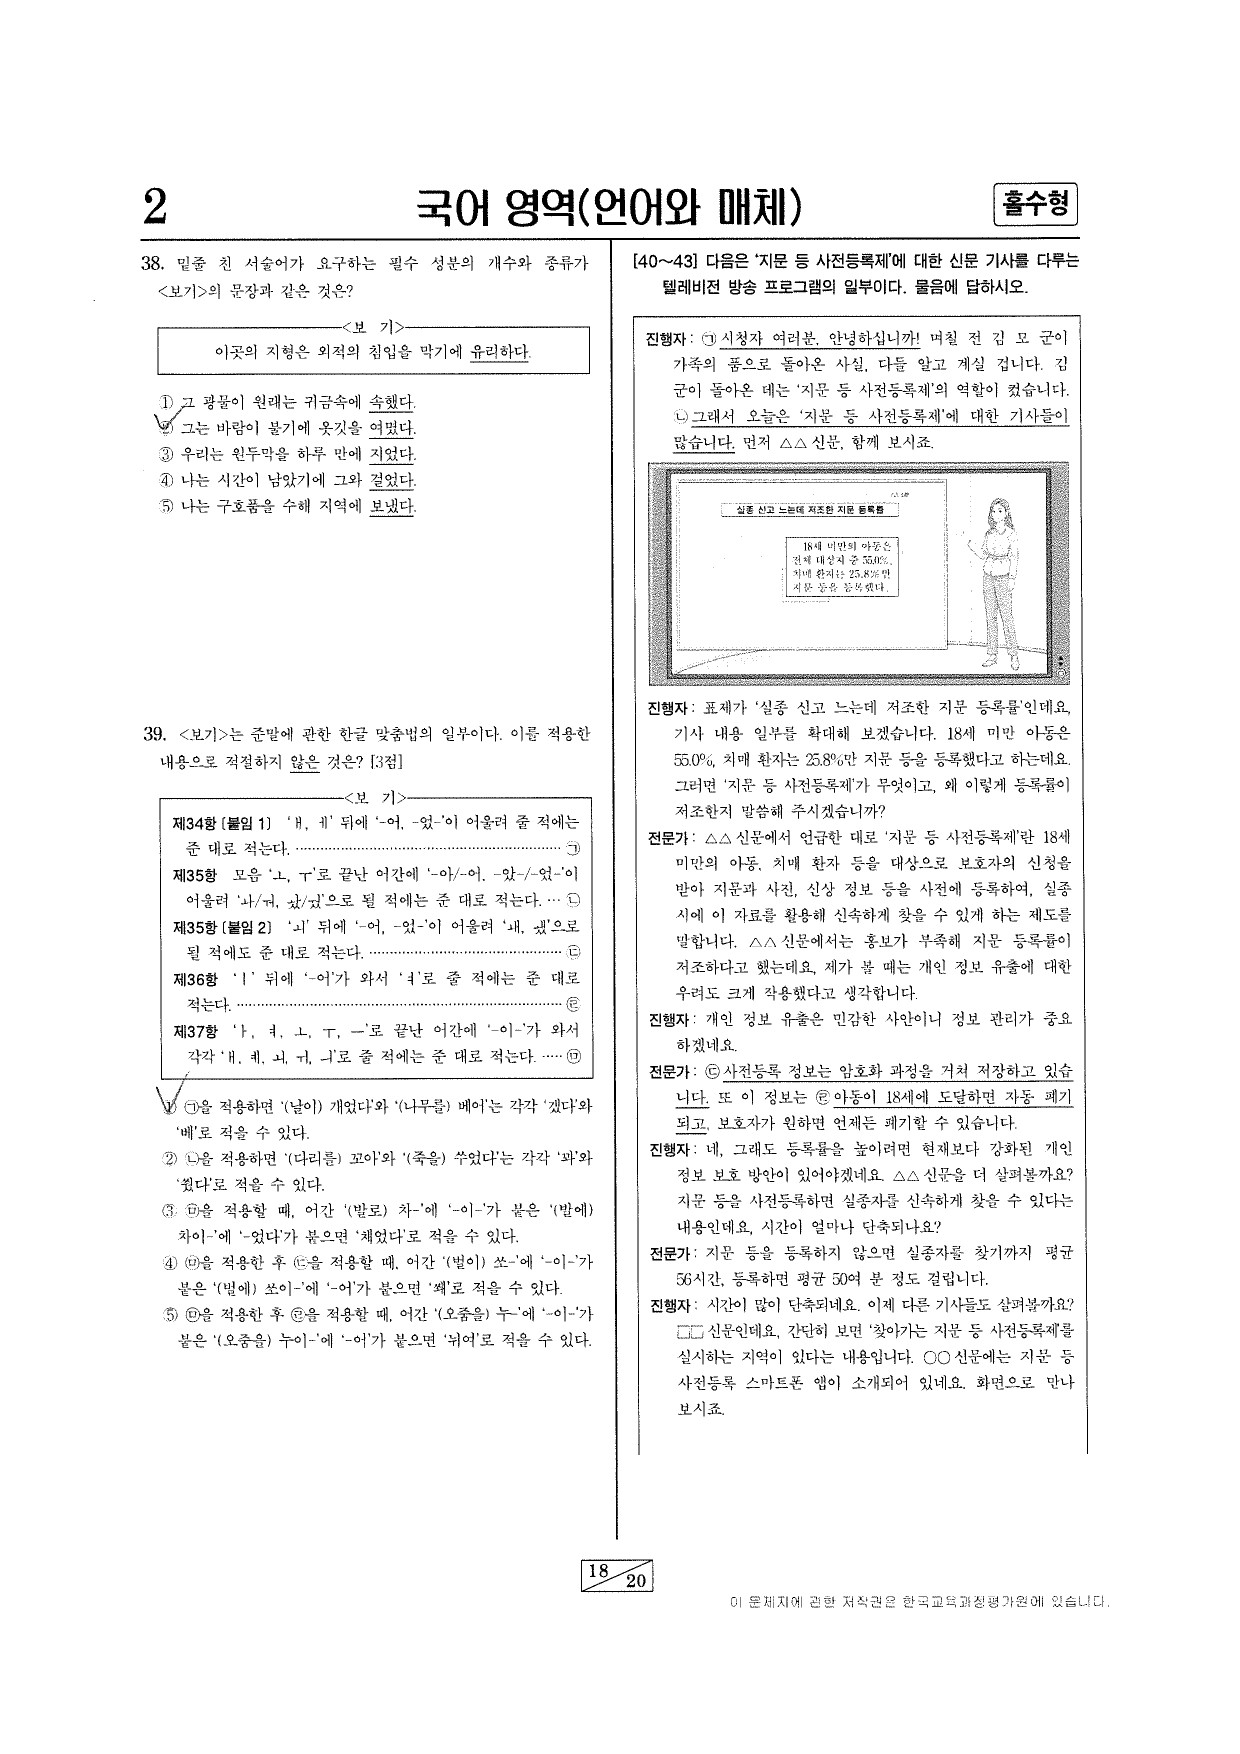 2
국어 영역(언어와 매체)
홀수형
38. 밑줄 친 서술어가 요구하는 필수 성분의 개수와 종류가
<보기>의 문장과 같은 것은?
<보 기>
이곳의 지형은 외적의 침입을 막기에 유리하다.
① 그 광물이 원래는 귀금속에 속했다.
② 그는 바람이 불기에 옷깃을 여몄다.
③ 우리는 원두막을 하루 만에 지었다.
④ 나는 시간이 남았기에 그와 걸었다.
⑤ 나는 구호품을 수해 지역에 보냈다.
39. <보기>는 준말에 관한 한글 맞춤법의 일부이다. 이를 적용한
내용으로 적절하지 않은 것은? [3점]
<보 기>
제34항 [붙임 1] ‘ㅐ, ㅔ’ 뒤에 ‘-어, -었-’이 어울려 줄 적에는
준 대로 적는다. ········ ㉠
제35항 모음 ‘ㅗ, ㅜ’로 끝난 어간에 ‘-아/-어, -았-/-었-’이
어울려 ‘ㅘ/ㅝ, ㅘㅆ/ㅝㅆ’으로 될 적에는 준 대로 적는다. ··· ㉡
제35항 [붙임 2] ‘ㅚ’ 뒤에 ‘-어, -었-’이 어울려 ‘ㅙ, ㅙㅆ’으로
될 적에도 준 대로 적는다. ········ ㉢
제36항 ‘ㅣ’ 뒤에 ‘-어’가 와서 ‘ㅕ’로 줄 적에는 준 대로
적는다. ········ ㉣
제37항 ‘ㅏ, ㅕ, ㅗ, ㅜ, ㅡ’로 끝난 어간에 ‘-이-’가 와서
각각 ‘ㅐ, ㅖ, ㅚ, ㅟ, ㅢ’로 줄 적에는 준 대로 적는다. ····· ㉤
① ㉠을 적용하면 ‘(날이) 개었다’와 ‘(나무를) 베어’는 각각 ‘갰다’와
‘베’로 적을 수 있다.
② ㉡을 적용하면 ‘(다리를) 꼬아’와 ‘(죽을) 쑤었다’는 각각 ‘꽈’와
‘쒔다’로 적을 수 있다.
③ ㉤을 적용할 때, 어간 ‘(발로) 차-’에 ‘-이-’가 붙은 ‘(발에)
차이-’에 ‘-었다’가 붙으면 ‘채었다’로 적을 수 있다.
④ ㉤을 적용한 후 ㉢을 적용할 때, 어간 ‘(벌이) 쏘-’에 ‘-이-’가
붙은 ‘(벌에) 쏘이-’에 ‘-어’가 붙으면 ‘쐐’로 적을 수 있다.
⑤ ㉤을 적용한 후 ㉣을 적용할 때, 어간 ‘(오줌을) 누-’에 ‘-이-’가
붙은 ‘(오줌을) 누이-’에 ‘-어’가 붙으면 ‘뉘여’로 적을 수 있다.
[40～43] 다음은 ‘지문 등 사전등록제’에 대한 신문 기사를 다루는
텔레비전 방송 프로그램의 일부이다. 물음에 답하시오.
진행자 : ㉠시청자 여러분, 안녕하십니까! 며칠 전 김 모 군이
가족의 품으로 돌아온 사실, 다들 알고 계실 겁니다. 김
군이 돌아온 데는 ‘지문 등 사전등록제’의 역할이 컸습니다.
㉡그래서 오늘은 ‘지문 등 사전등록제’에 대한 기사들이
많습니다. 먼저 △△신문, 함께 보시죠.
실종 신고 느는데 저조한 지문 등록률
18세 미만의 아동은
전체 대상자 중 55.0%,
치매 환자는 25.8%만
지문 등을 등록했다.
진행자 : 표제가 ‘실종 신고 느는데 저조한 지문 등록률’인데요,
기사 내용 일부를 확대해 보겠습니다. 18세 미만 아동은
55.0%, 치매 환자는 25.8%만 지문 등을 등록했다고 하는데요.
그러면 ‘지문 등 사전등록제’가 무엇이고, 왜 이렇게 등록률이
저조한지 말씀해 주시겠습니까?
전문가 : △△신문에서 언급한 대로 ‘지문 등 사전등록제’란 18세
미만의 아동, 치매 환자 등을 대상으로 보호자의 신청을
받아 지문과 사진, 신상 정보 등을 사전에 등록하여, 실종
시에 이 자료를 활용해 신속하게 찾을 수 있게 하는 제도를
말합니다. △△신문에서는 홍보가 부족해 지문 등록률이
저조하다고 했는데요, 제가 볼 때는 개인 정보 유출에 대한
우려도 크게 작용했다고 생각합니다.
진행자 : 개인 정보 유출은 민감한 사안이니 정보 관리가 중요
하겠네요.
전문가 : ㉢사전등록 정보는 암호화 과정을 거쳐 저장하고 있습
니다. 또 이 정보는 ㉣아동이 18세에 도달하면 자동 폐기
되고, 보호자가 원하면 언제든 폐기할 수 있습니다.
진행자 : 네, 그래도 등록률을 높이려면 현재보다 강화된 개인
정보 보호 방안이 있어야겠네요. △△신문을 더 살펴볼까요?
지문 등을 사전등록하면 실종자를 신속하게 찾을 수 있다는
내용인데요, 시간이 얼마나 단축되나요?
전문가 : 지문 등을 등록하지 않으면 실종자를 찾기까지 평균
56시간, 등록하면 평균 50여 분 정도 걸립니다.
진행자 : 시간이 많이 단축되네요. 이제 다른 기사들도 살펴볼까요?
□□신문인데요, 간단히 보면 ‘찾아가는 지문 등 사전등록제’를
실시하는 지역이 있다는 내용입니다. ○○신문에는 지문 등
사전등록 스마트폰 앱이 소개되어 있네요. 화면으로 만나
보시죠.
18
20
이 문제지에 관한 저작권은 한국교육과정평가원에 있습니다.